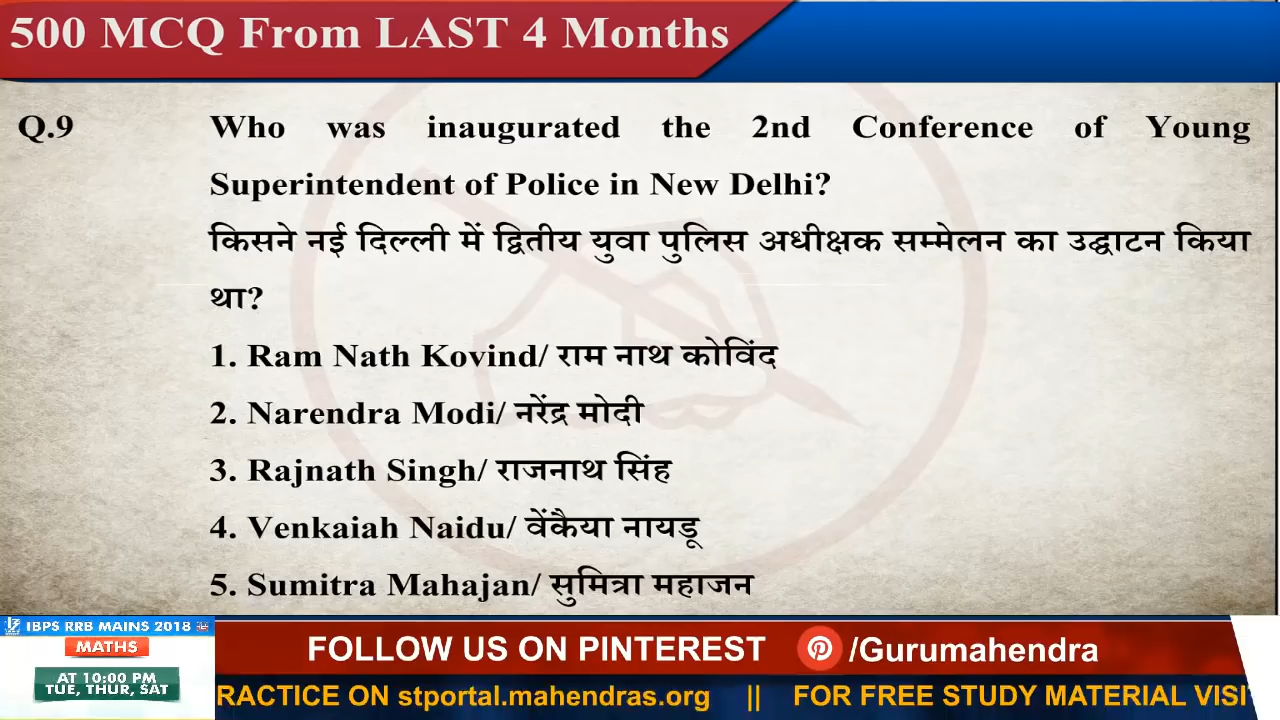 500 MCQ From LAST 4 Months
Q.9 Who was inaugurated the 2nd Conference of Young
Superintendent of Police in New Delhi?
किसने नई दिल्ली में द्वितीय युवा पुलिस अधीक्षक सम्मेलन का उद्घाटन किया
था?
1. Ram Nath Kovind/ राम नाथ कोविंद
2. Narendra Modi/ नरेंद्र मोदी
3. Rajnath Singh/ राजनाथ सिंह
4. Venkaiah Naidu/ वेंकैया नायडू
5. Sumitra Mahajan/ सुमित्रा महाजन
IBPS RRB MAINS 2018
MATHS
AT 10:00 PM
TUE, THUR, SAT
FOLLOW US ON PINTEREST /Gurumahendra
RACTICE ON stportal.mahendras.org || FOR FREE STUDY MATERIAL VISI